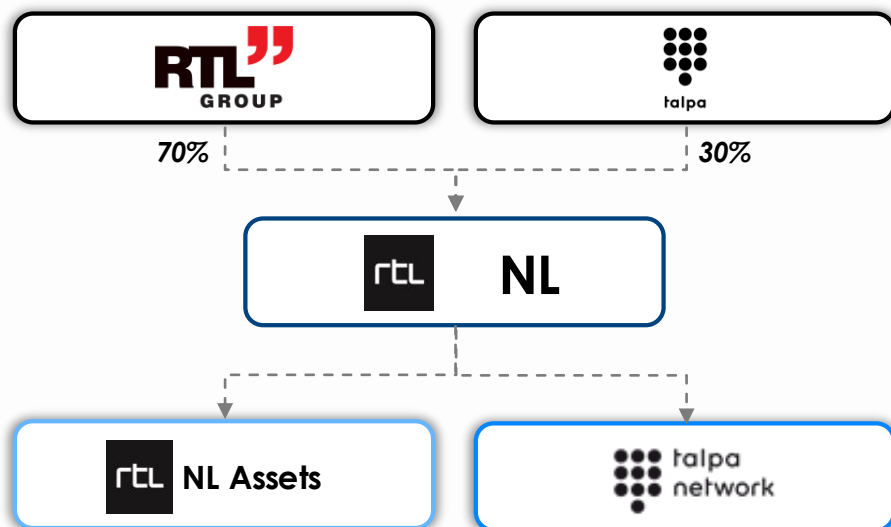 RTL
GROUP
talpa
70%
30%
rtl NL
rtl NL Assets
talpa
network